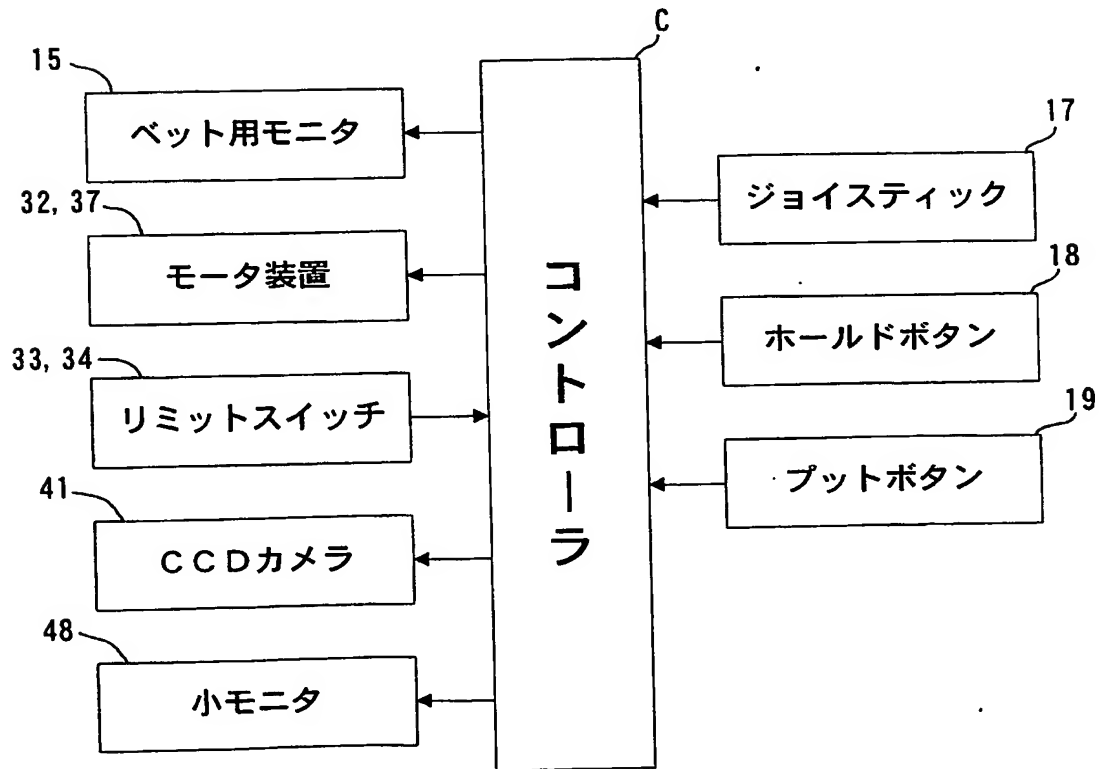 C
15
ベット用モニタ
32, 37
モータ装置
33, 34
リミットスイッチ
41
CCDカメラ
48
小モニタ
コントローラ
17
ジョイスティック
18
ホールドボタン
19
プットボタン